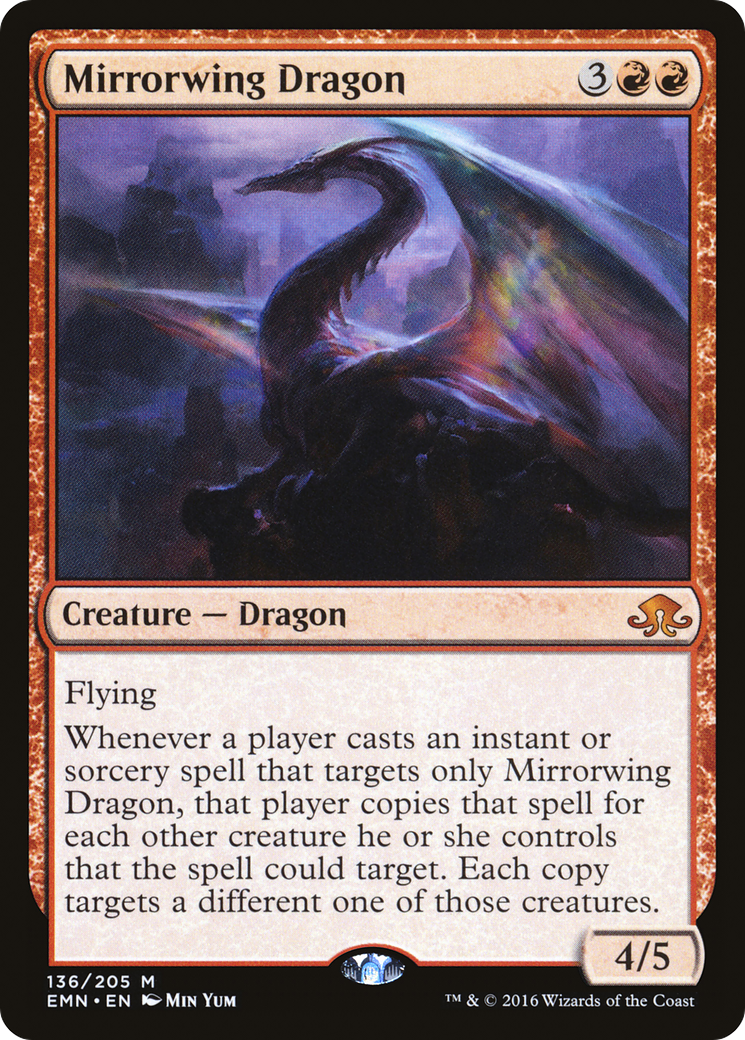 Mirrorwing Dragon 3
Creature — Dragon
Flying
Whenever a player casts an instant or
sorcery spell that targets only Mirrorwing
Dragon, that player copies that spell for
each other creature he or she controls
that the spell could target. Each copy
targets a different one of those creatures.
4/5
136/205 M
EMN • EN Min Yum
™ & © 2016 Wizards of the Coast